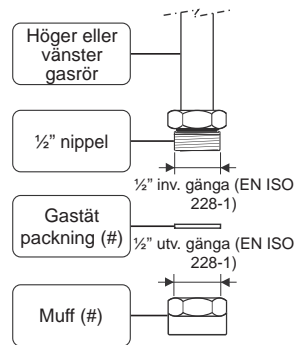 Höger eller
vänster
gasrör
½” nippel
½” inv. gänga (EN ISO
228-1)
Gastät
packning (#)
½” utv. gänga (EN ISO
228-1)
Muff (#)